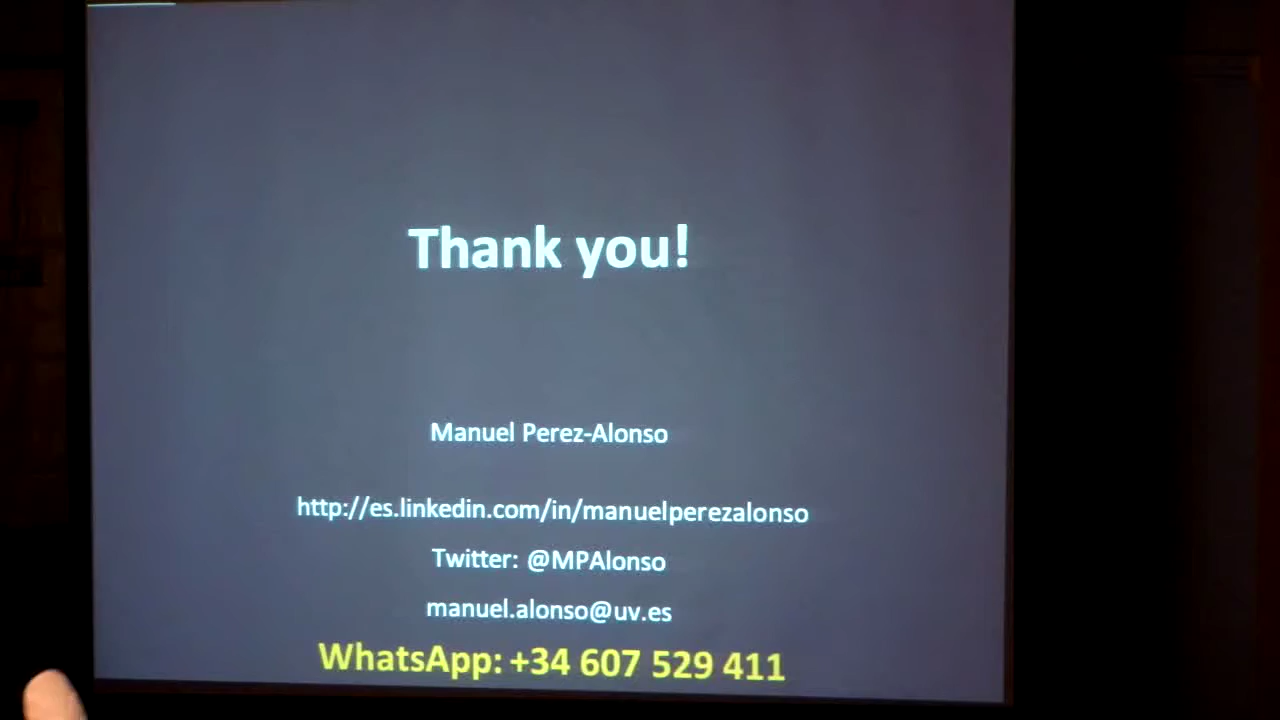 Thank you!
Manuel Perez-Alonso
http://es.linkedin.com/in/manuelperezalonso
Twitter: @MPAlonso
manuel.alonso@uv.es
WhatsApp: +34 607 529 411